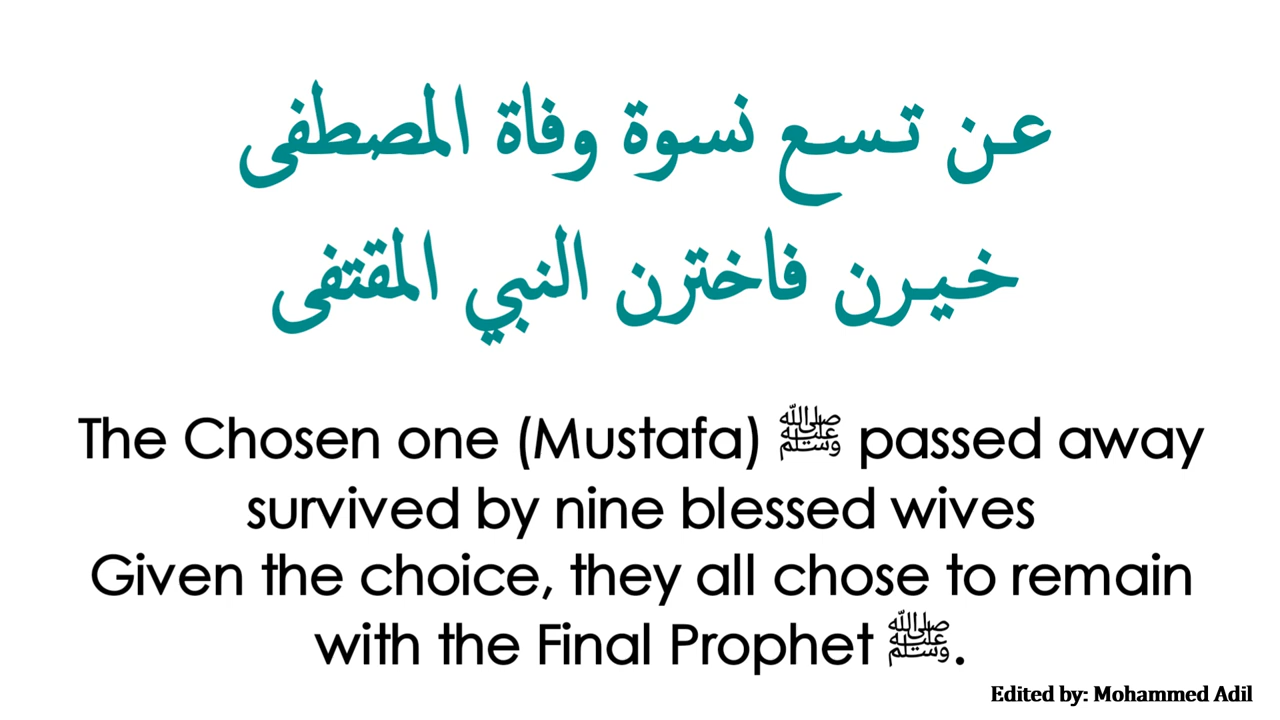 عن تسع نسوة وفاة المصطفى
خيرن فاخترن النبي المقتفى
The Chosen one (Mustafa) ﷺ passed away
survived by nine blessed wives
Given the choice, they all chose to remain
with the Final Prophet ﷺ.
Edited by: Mohammed Adil